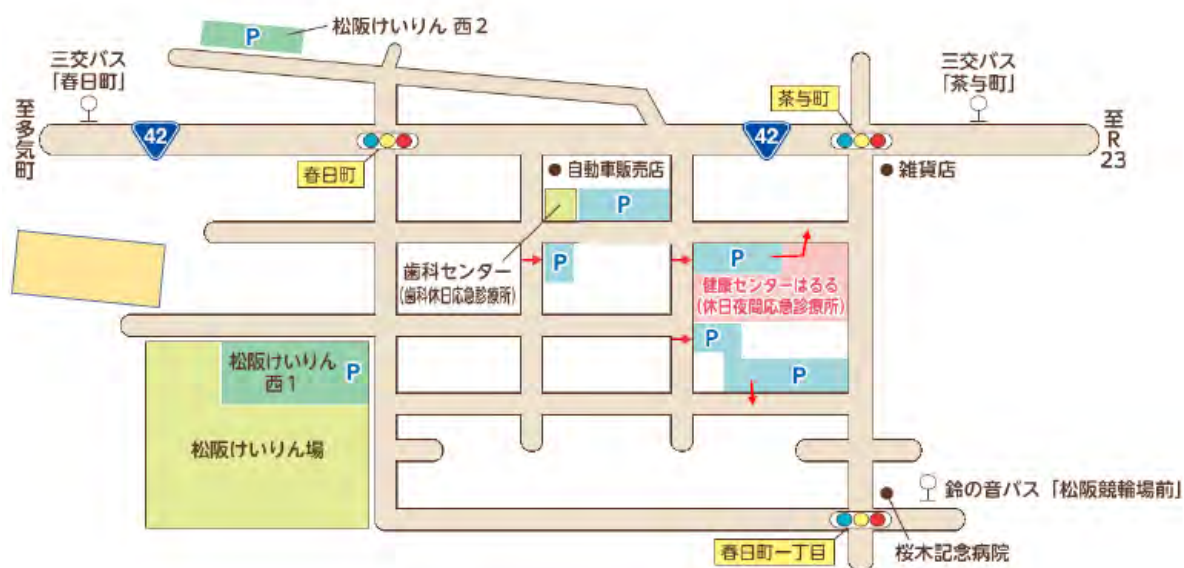 P
松阪けいりん 西2
三交バス
「春日町」
三交バス
「茶与町」
茶与町
至多気町
42
42
至R23
春日町
自動車販売店
雑貨店
P
歯科センター
(歯科休日応急診療所)
P
P
健康センターはるる
(休日夜間応急診療所)
P
P
松阪けいりん
西1
P
松阪けいりん場
鈴の音バス「松阪競輪場前」
春日町一丁目
桜木記念病院